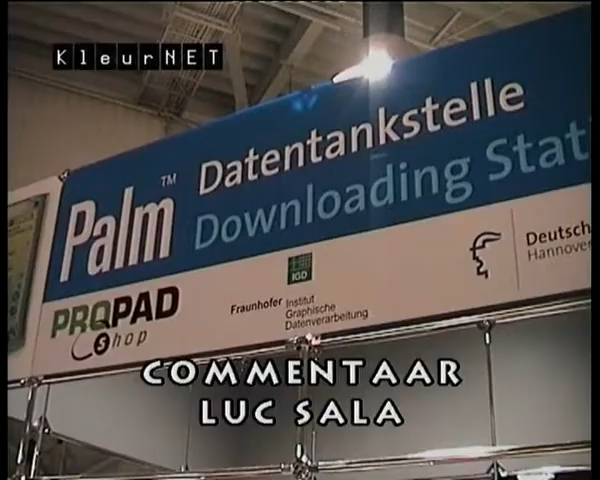 KleurNET
Palm™
Datentankstelle
Downloading Stat
PROPAD
Shop
IGD
Fraunhofer Institut
Graphische
Datenverarbeitung
Deutsch
Hannover
COMMENTAAR
LUC SALA